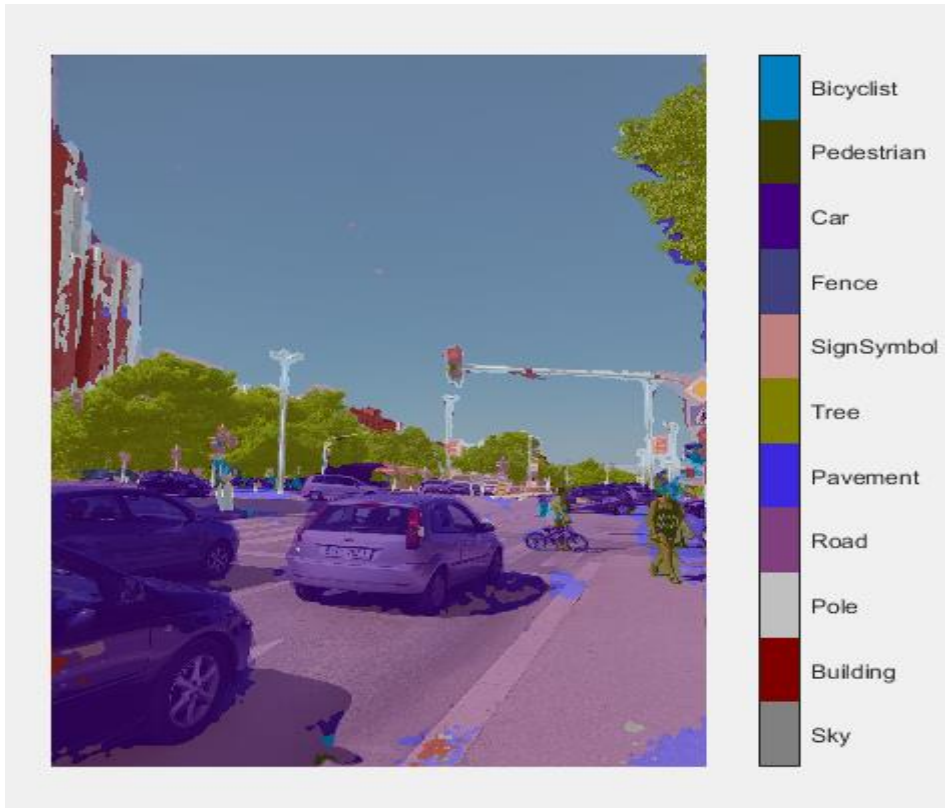 Bicyclist
Pedestrian
Car
Fence
SignSymbol
Tree
Pavement
Road
Pole
Building
Sky